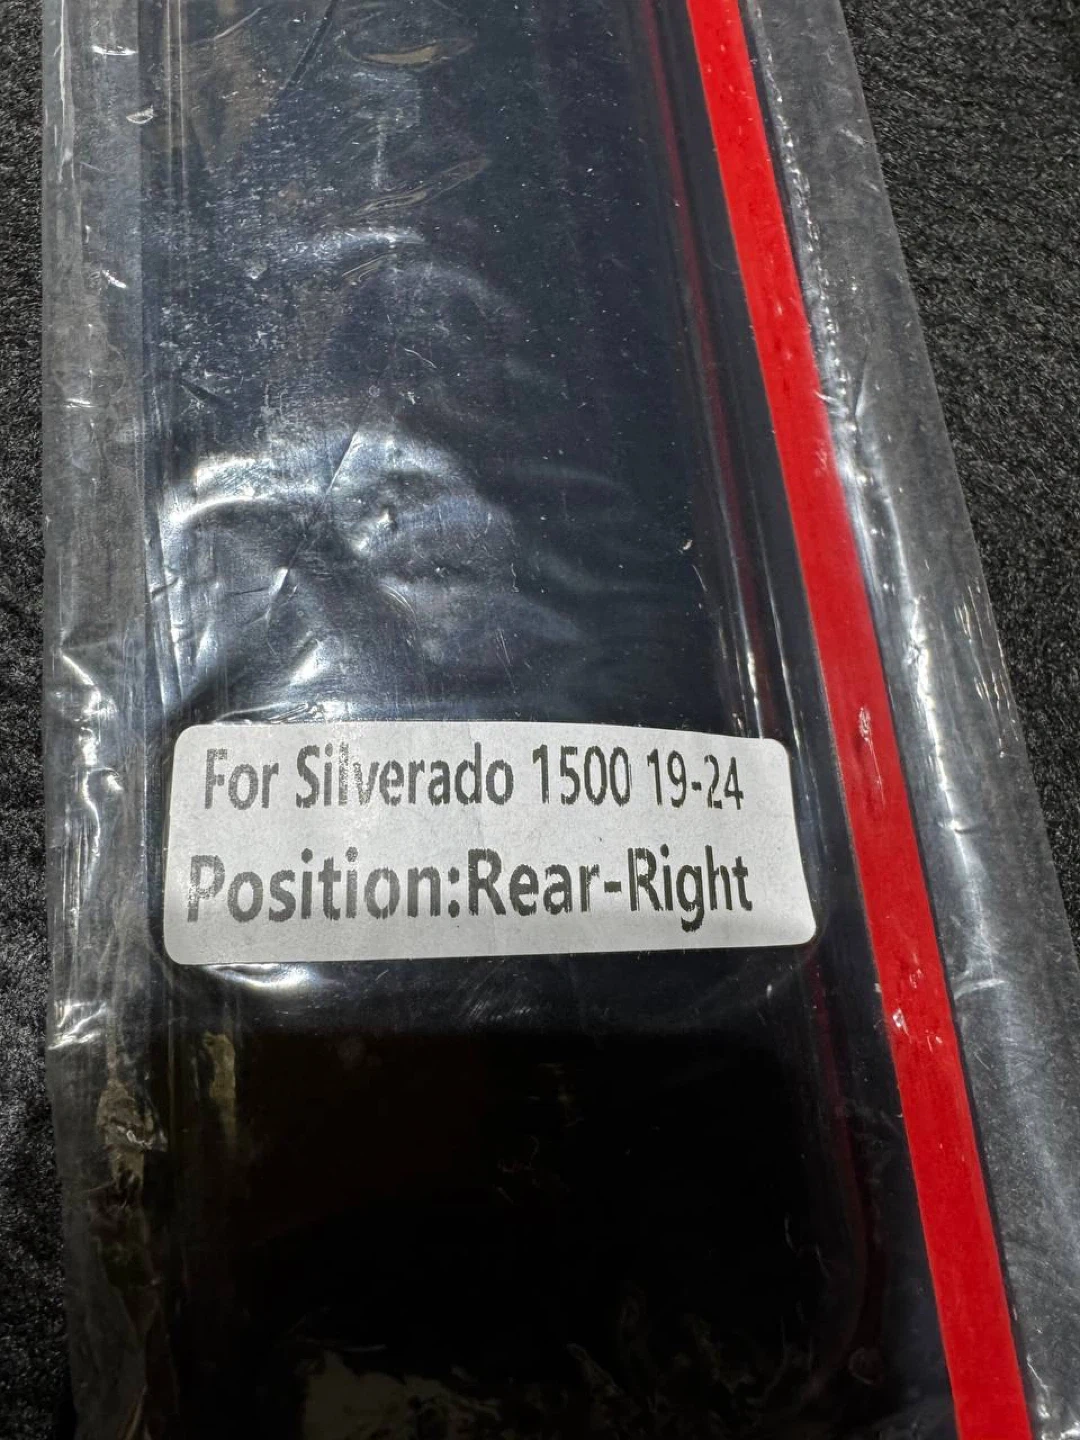 For Silverado 1500 19-24
Position:Rear-Right